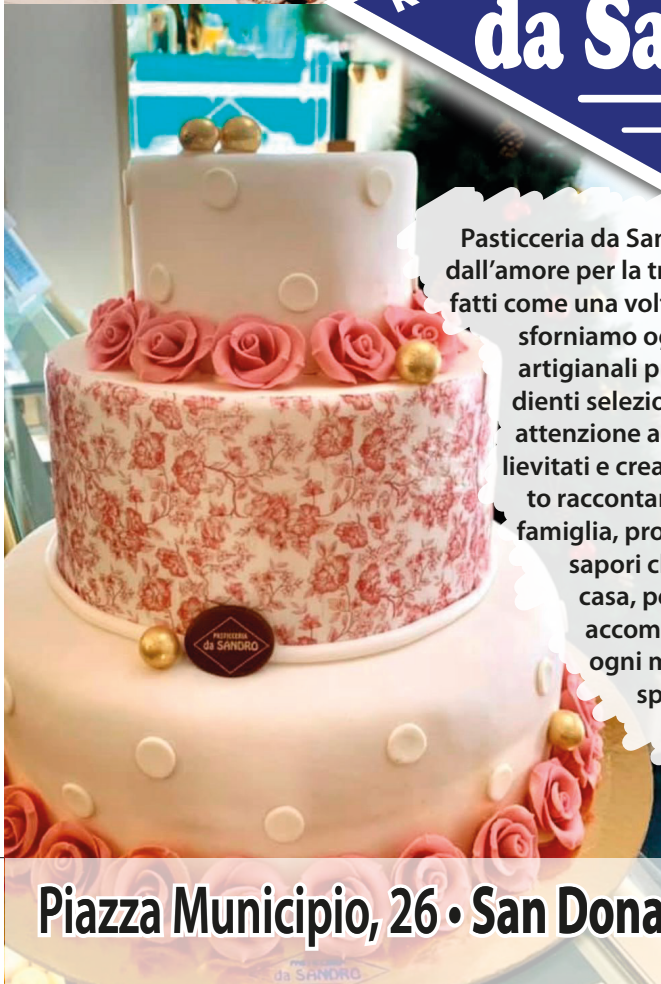 da Sa
Pasticceria da San
dall’amore per la tr
fatti come una vol
sforniamo og
artigianali p
dienti selezio
attenzione a
lievitati e crea
to raccontar
famiglia, pro
sapori c
casa, pe
accom
ogni m
sp
PASTICCERIA
da SANDRO
Piazza Municipio, 26 • San Dona
PASTICCERIA
da SANDRO